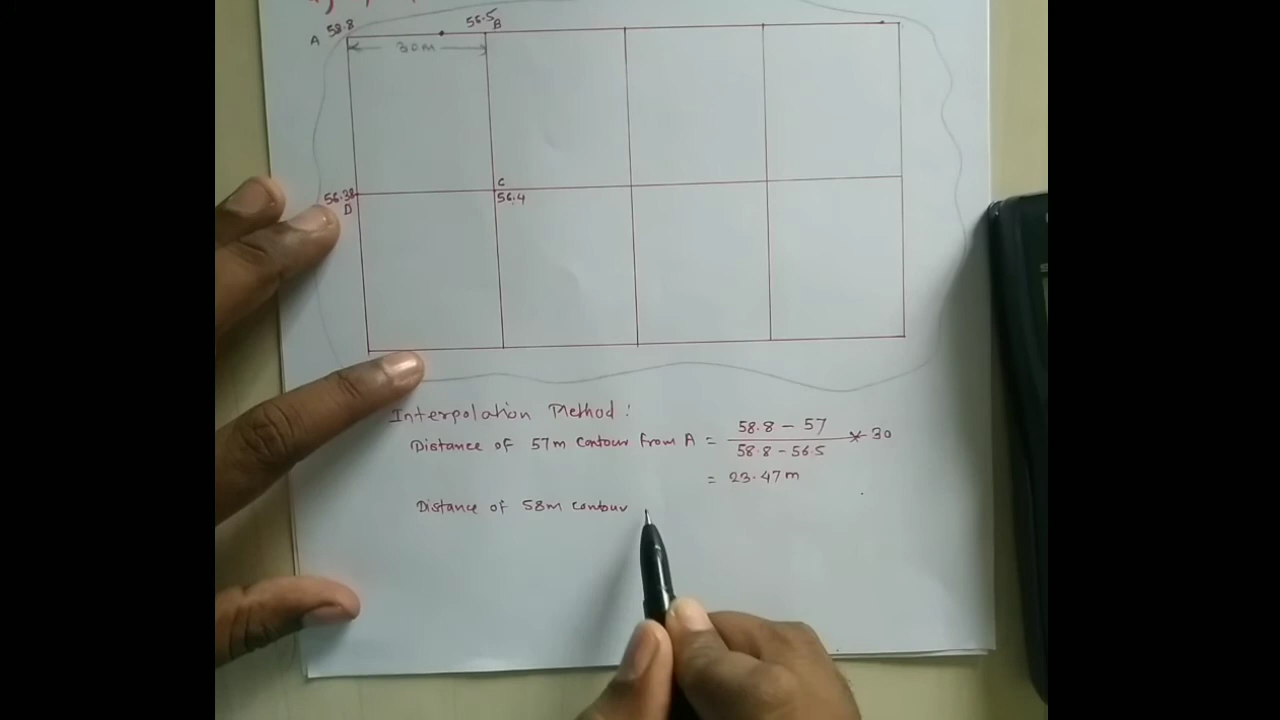 58.8
56.5
A
B
30m
C
56.38
56.4
D
Interpolation Method:
Distance of 57m contour from A = 58.8 - 57
58.8 - 56.5 * 30
= 23.47m
Distance of 58m contour